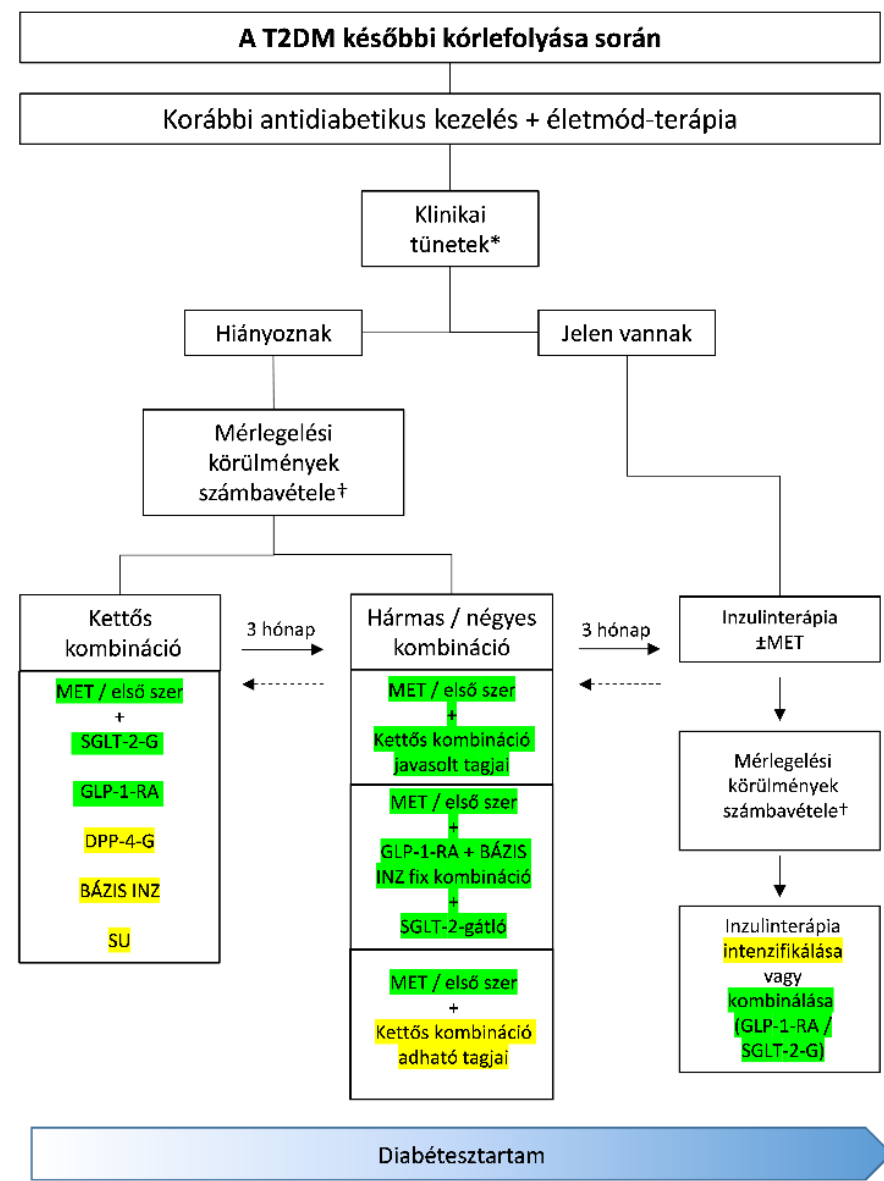 A T2DM későbbi kórlefolyása során
Korábbi antidiabetikus kezelés + életmód-terápia
Klinikai
tünetek*
Hiányoznak
Jelen vannak
Mérlegelési
körülmények
számbavétele†
Kettős
kombináció
3 hónap
Hármas / négyes
kombináció
3 hónap
Inzulinterápia
±MET
MET / első szer
+
SGLT-2-G
GLP-1-RA
DPP-4-G
BÁZIS INZ
SU
MET / első szer
+
Kettős kombináció
javasolt tagjai
MET / első szer
+
GLP-1-RA + BÁZIS
INZ fix kombináció
+
SGLT-2-gátló
MET / első szer
+
Kettős kombináció
adható tagjai
Mérlegelési
körülmények
számbavétele†
Inzulinterápia
intenzifikálása
vagy
kombinálása
(GLP-1-RA /
SGLT-2-G)
Diabétesztartam